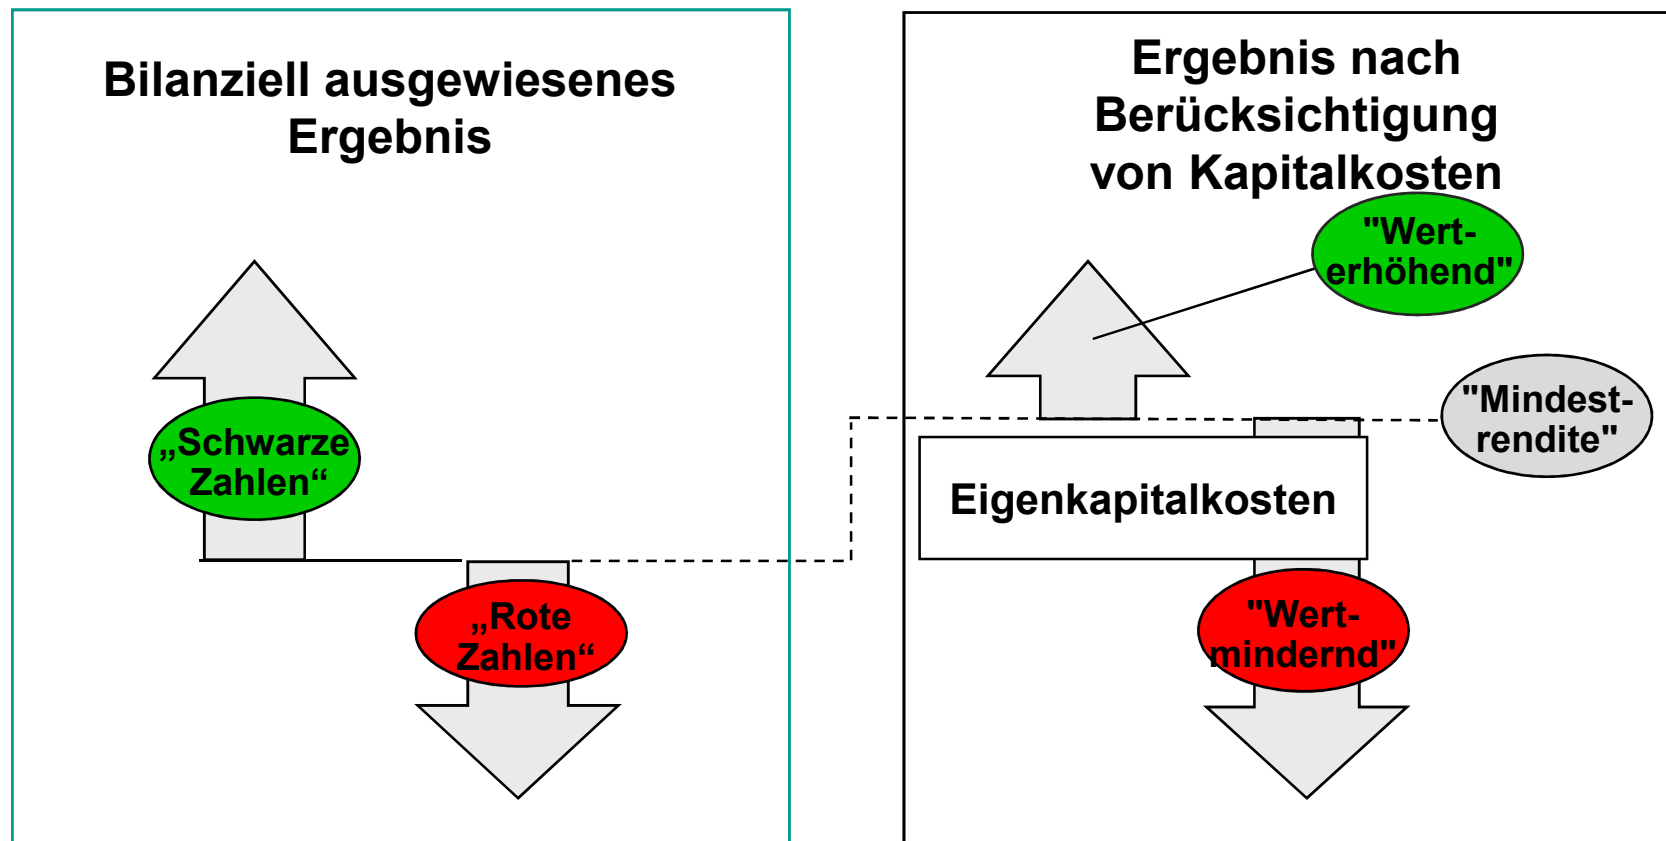 Bilanziell ausgewiesenes
Ergebnis
„Schwarze
Zahlen“
„Rote
Zahlen“
Ergebnis nach
Berücksichtigung
von Kapitalkosten
"Wert-
erhöhend"
"Mindest-
rendite"
Eigenkapitalkosten
"Wert-
mindernd"